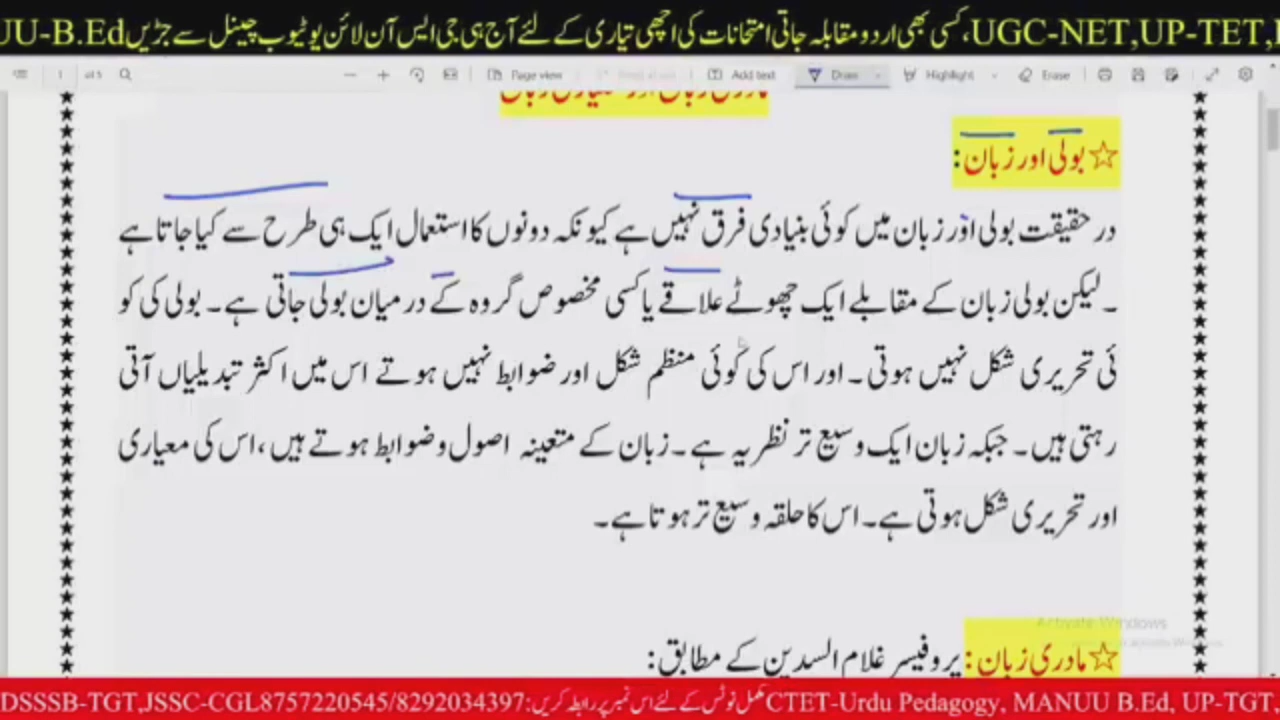 UGC-NET,UP-TET, کسی بھی اردو مقابلہ جاتی امتحانات کی اچھی تیاری کے لئے آج ہی جی ایس آن لائن یوٹیوب چینل سے جڑیں UU-B.Ed
1 of 5 Page view Add text Draw Highlight Erase
☆بولی اور زبان:
در حقیقت بولی اور زبان میں کوئی بنیادی فرق نہیں ہے کیونکہ دونوں کا استعمال ایک ہی طرح سے کیا جاتا ہے
۔لیکن بولی زبان کے مقابلے ایک چھوٹے علاقے یا کسی مخصوص گروہ کے درمیان بولی جاتی ہے۔ بولی کی کو
ئی تحریری شکل نہیں ہوتی۔ اور اس کی کوئی منظم شکل اور ضوابط نہیں ہوتے اس میں اکثر تبدیلیاں آتی
رہتی ہیں۔ جبکہ زبان ایک وسیع تر نظریہ ہے۔ زبان کے متعینہ اصول و ضوابط ہوتے ہیں، اس کی معیاری
اور تحریری شکل ہوتی ہے۔ اس کا حلقہ وسیع تر ہوتا ہے۔
Activate Windows
☆مادری زبان: پروفیسر غلام السدین کے مطابق:
CTET-Urdu Pedagogy, MANUU B.Ed, UP-TGT, مکمل نوٹس کے لئے اس نمبر پر رابطہ کریں:8757220545/8292034397 DSSSB-TGT,JSSC-CGL